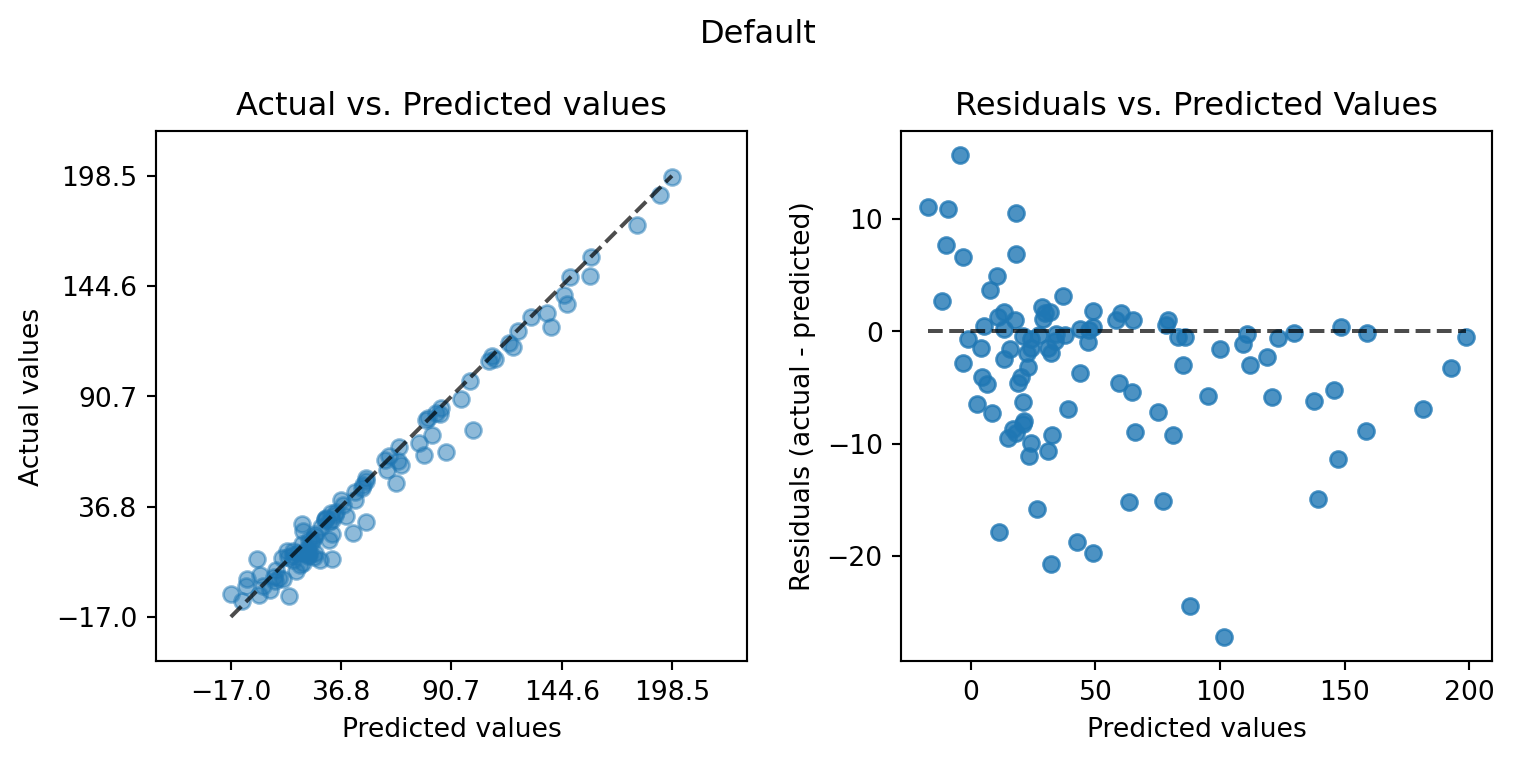 Default
Actual vs. Predicted values
Actual values
198.5
144.6
90.7
36.8
−17.0
−17.0 36.8 90.7 144.6 198.5
Predicted values
Residuals vs. Predicted Values
Residuals (actual - predicted)
10
0
−10
−20
0 50 100 150 200
Predicted values